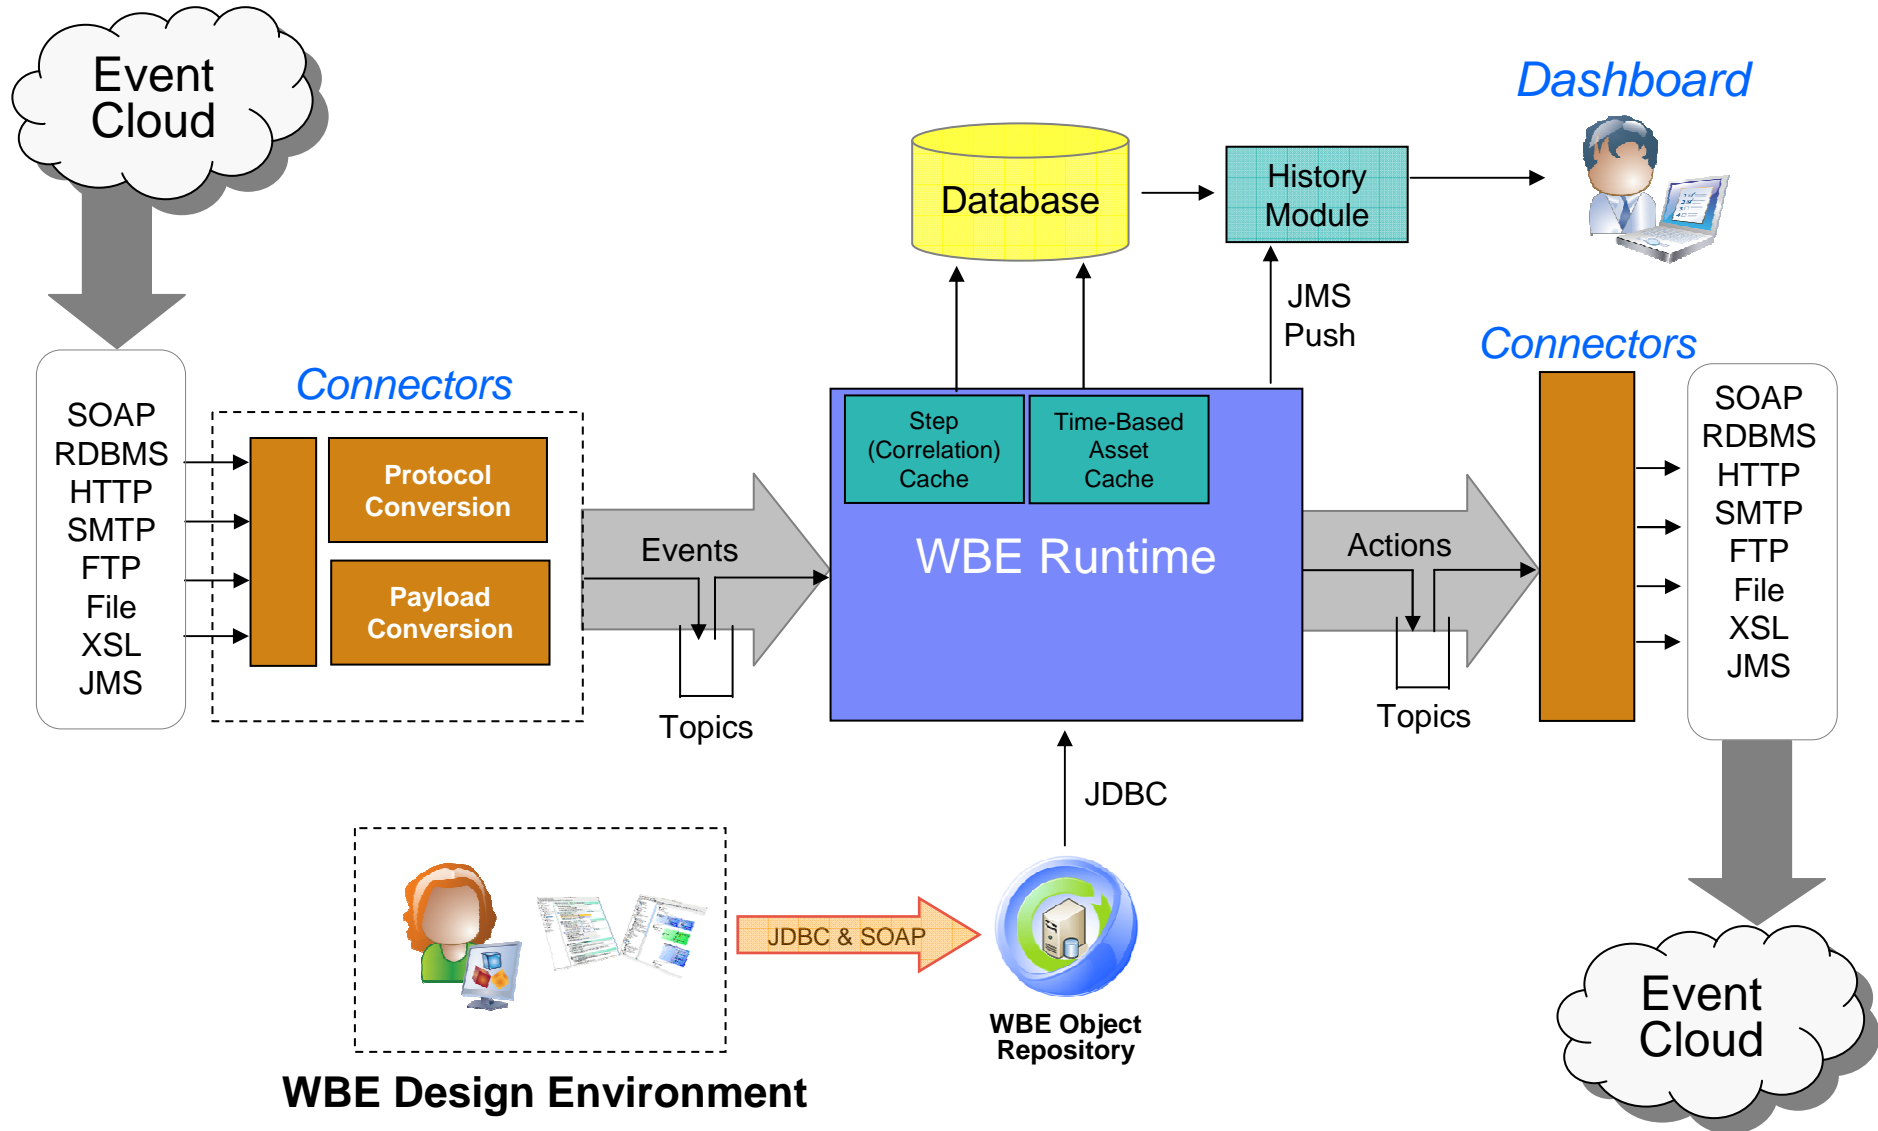 Event
Cloud
SOAP
RDBMS
HTTP
SMTP
FTP
File
XSL
JMS
Connectors
Protocol
Conversion
Payload
Conversion
Events
Topics
Database
History
Module
Dashboard
JMS
Push
Step
(Correlation)
Cache
Time-Based
Asset
Cache
WBE Runtime
Actions
Topics
Connectors
SOAP
RDBMS
HTTP
SMTP
FTP
File
XSL
JMS
JDBC
JDBC & SOAP
WBE Object
Repository
WBE Design Environment
Event
Cloud